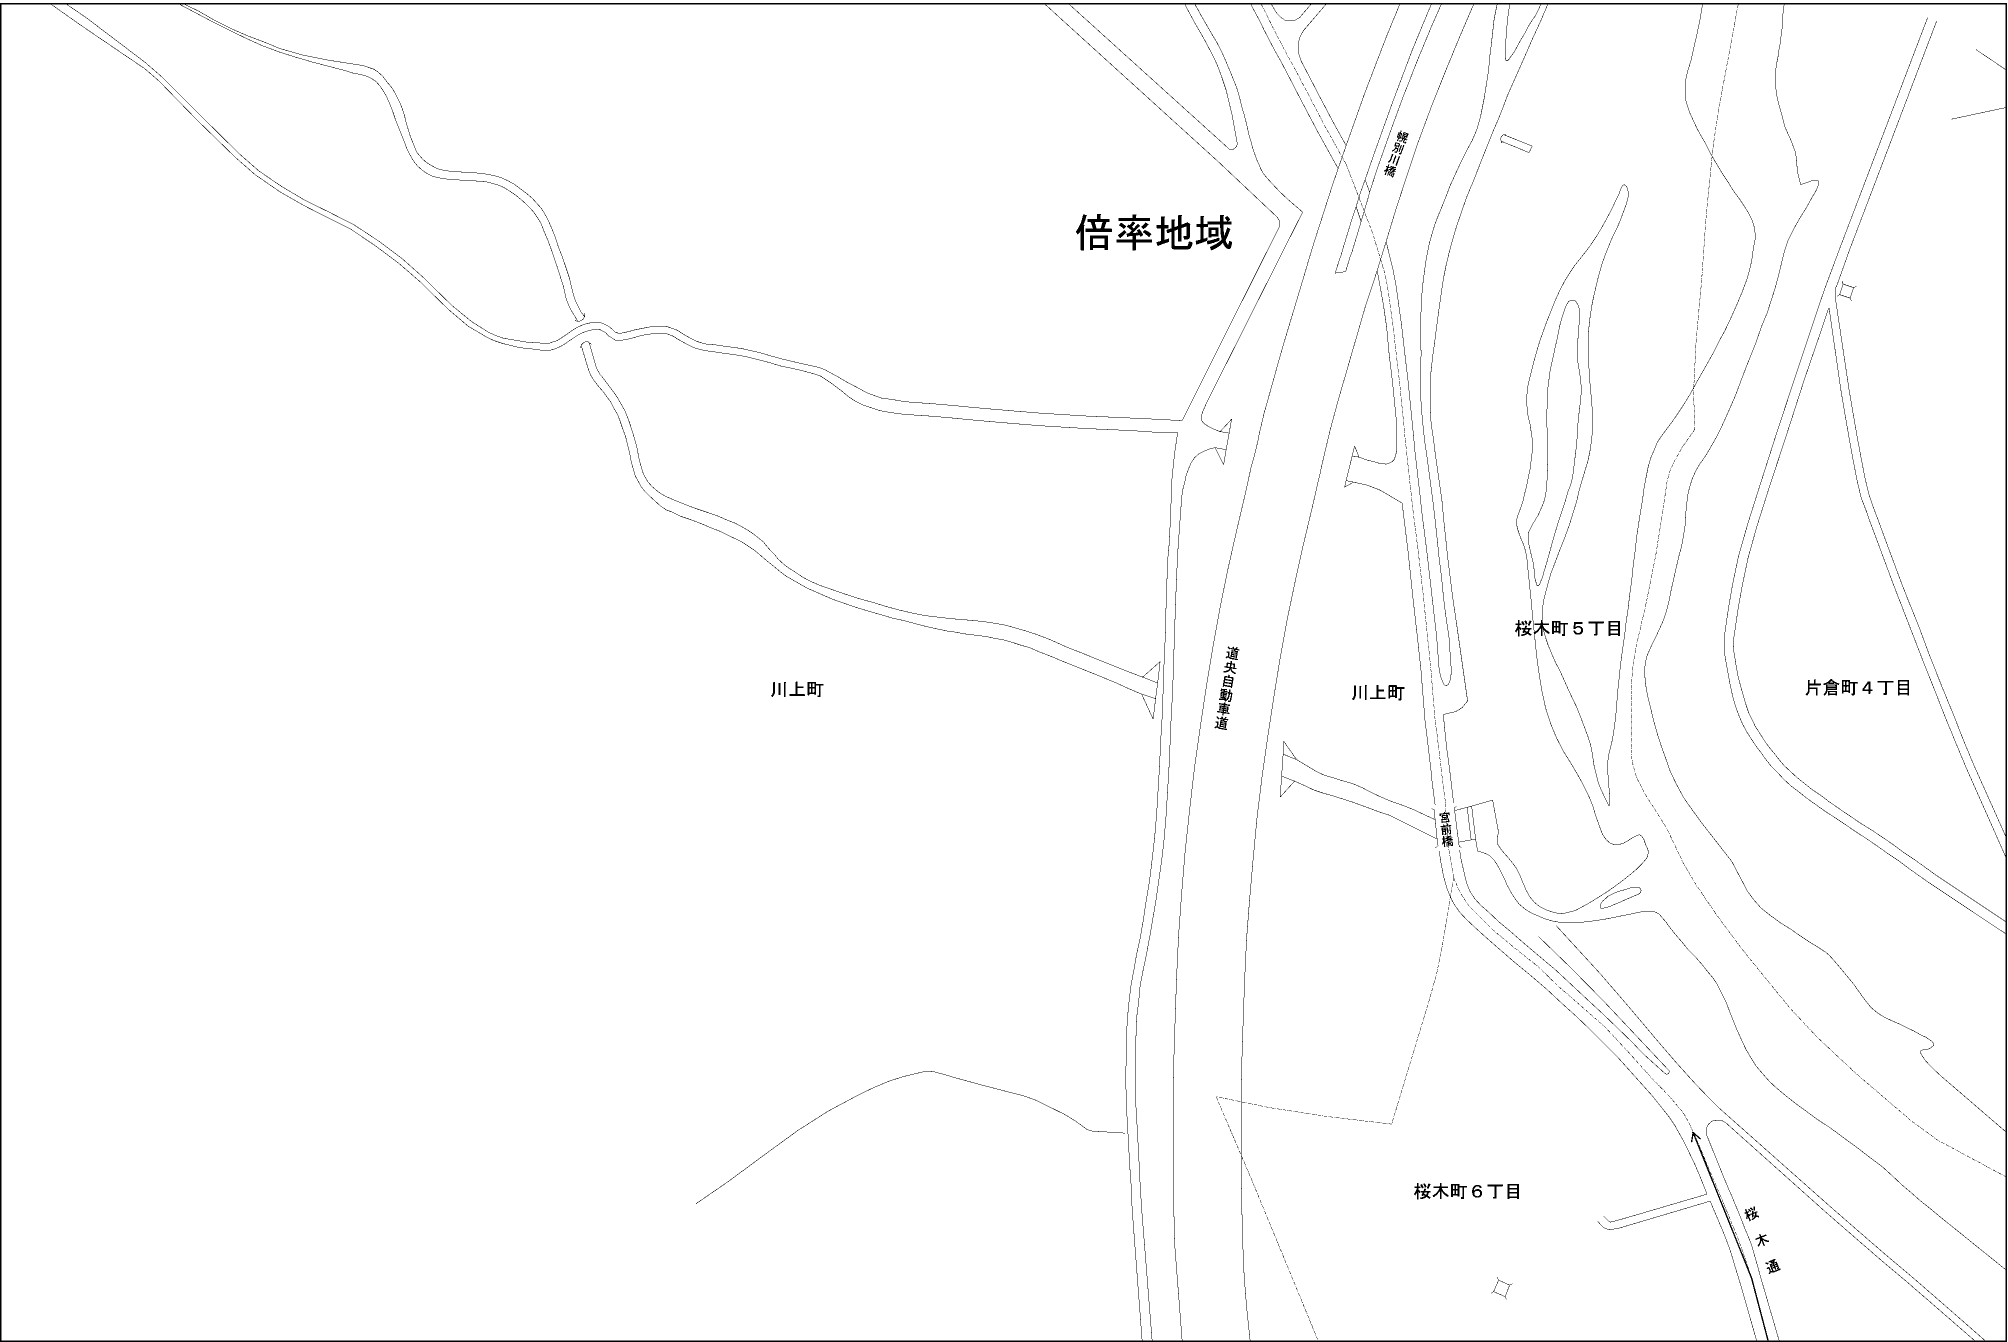 幌別川橋
倍率地域
桜木町５丁目
道央自動車道
川上町
川上町
片倉町４丁目
宮前橋
桜木町６丁目
桜木通